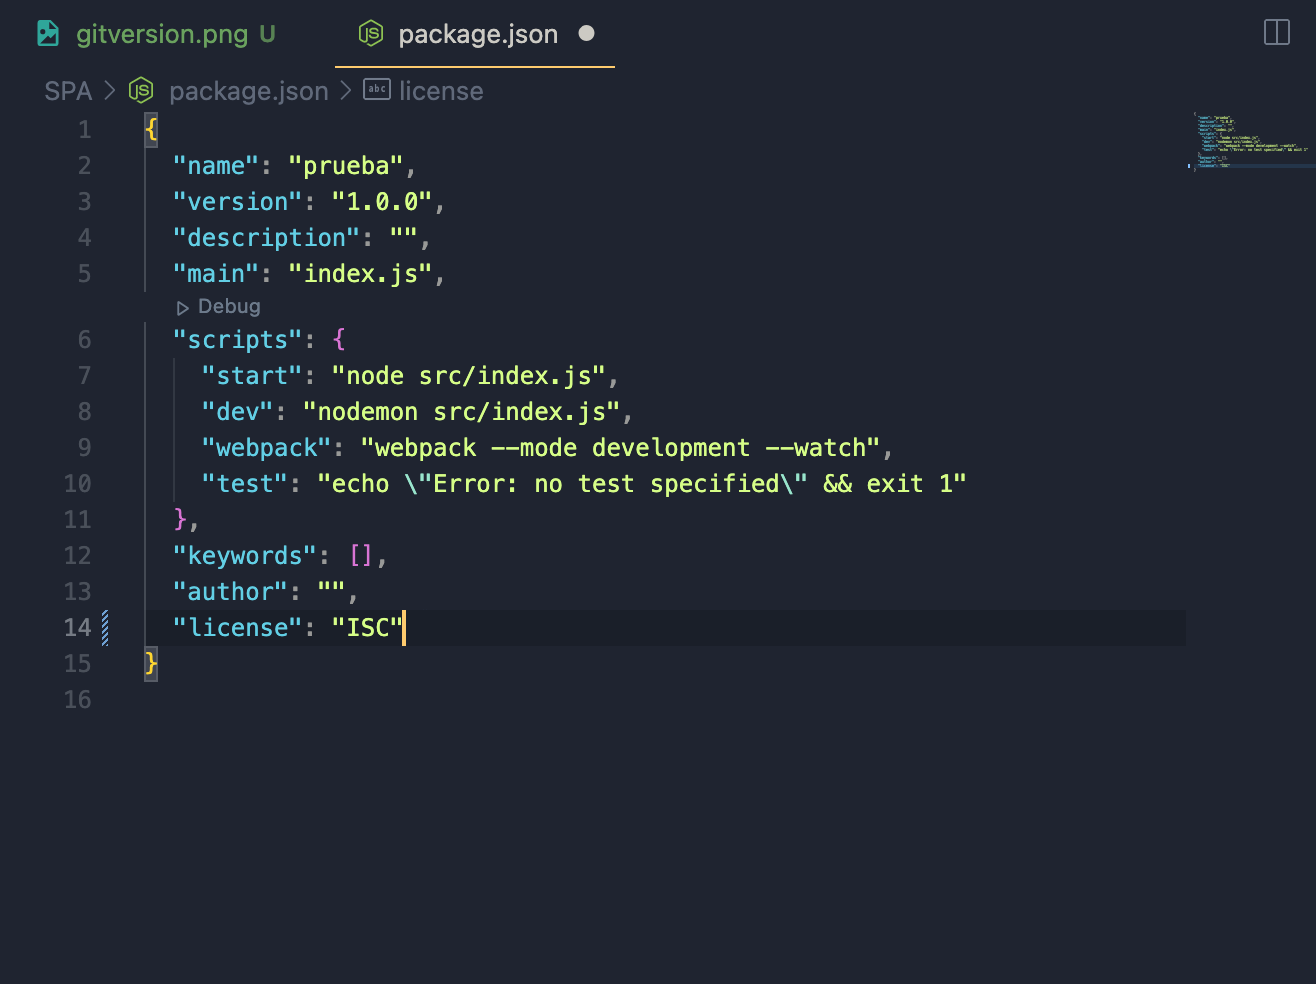 gitversion.png U
package.json
SPA > package.json > abc license
1 {
2 "name": "prueba",
3 "version": "1.0.0",
4 "description": "",
5 "main": "index.js",
Debug
6 "scripts": {
7 "start": "node src/index.js",
8 "dev": "nodemon src/index.js",
9 "webpack": "webpack --mode development --watch",
10 "test": "echo \"Error: no test specified\" && exit 1"
11 },
12 "keywords": [],
13 "author": "",
14 "license": "ISC"
15 }
16